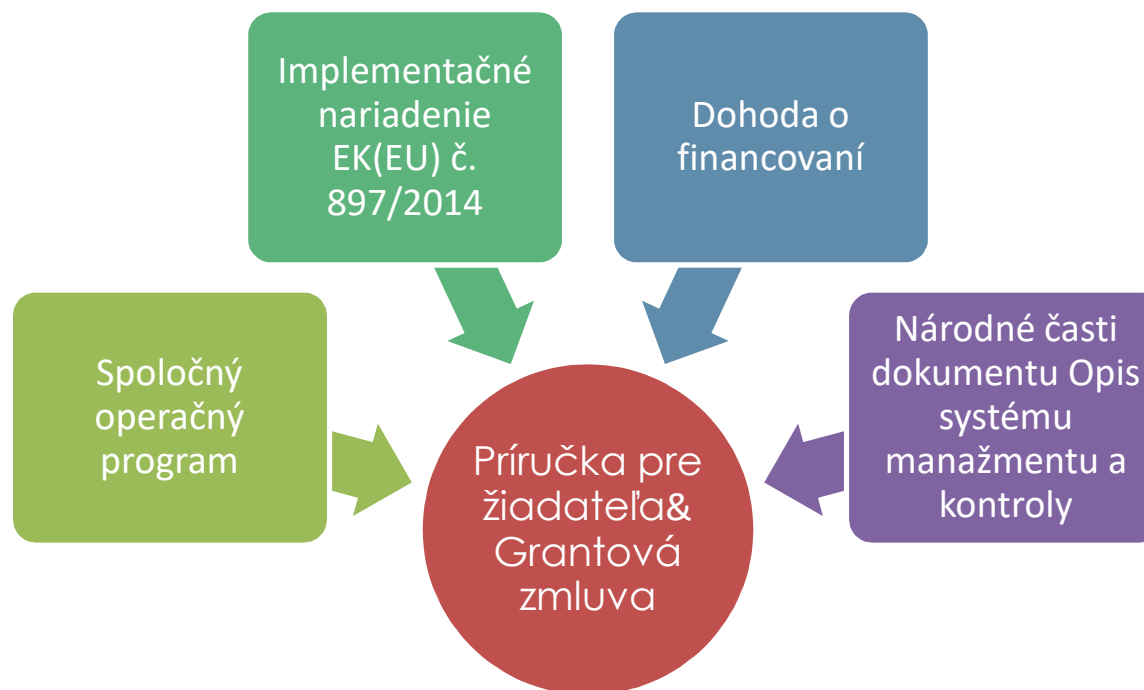 Implementačné
nariadenie
EK(EU) č.
897/2014
Dohoda o
financovaní
Spoločný
operačný
program
Národné časti
dokumentu Opis
systému
manažmentu a
kontroly
Príručka pre
žiadateľa&
Grantová
zmluva